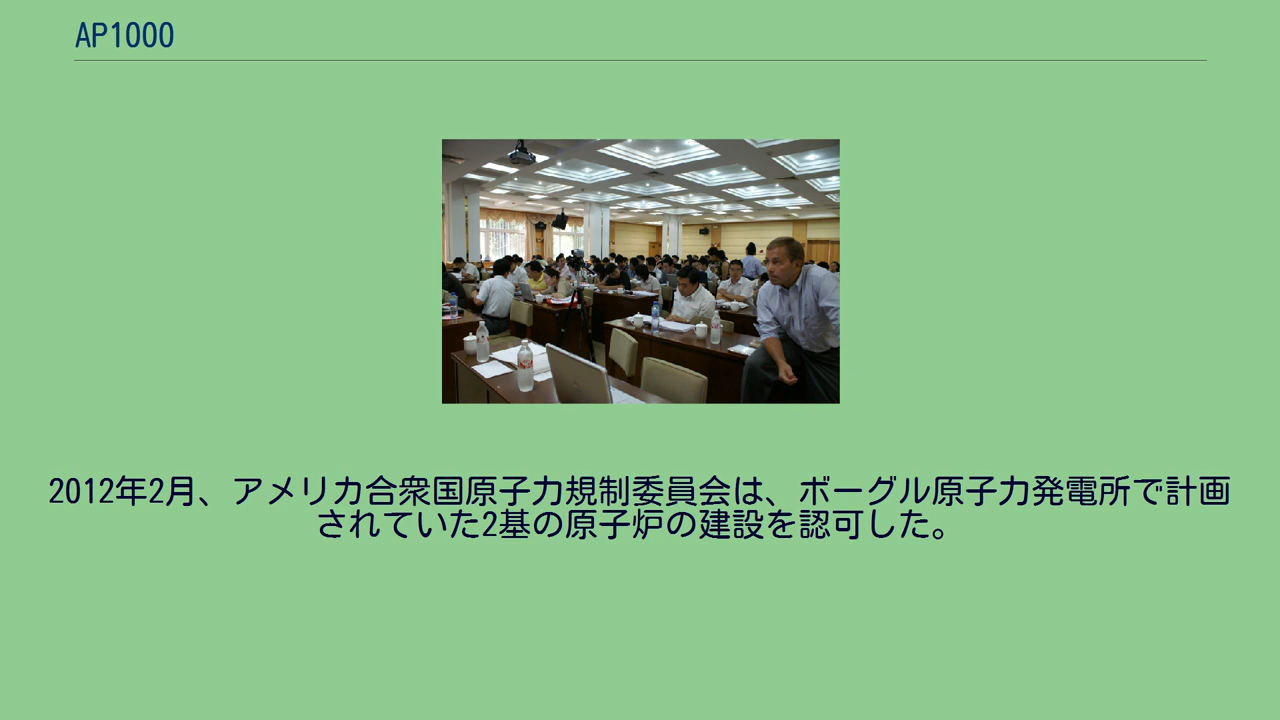 AP1000
2012年2月、アメリカ合衆国原子力規制委員会は、ボーグル原子力発電所で計画
されていた2基の原子炉の建設を認可した。